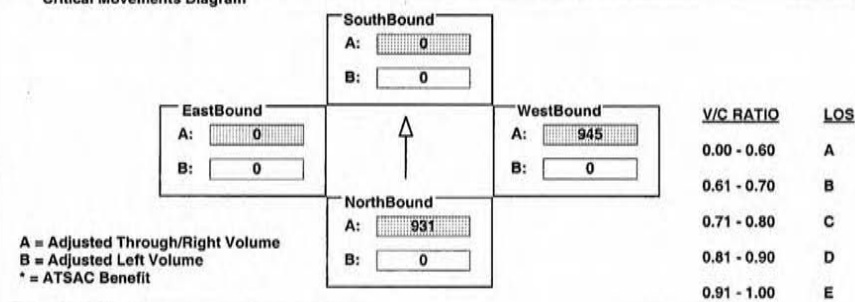 Critical Movements Diagram
SouthBound
A: 0
B: 0
EastBound
A: 0
B: 0
WestBound
A: 945
B: 0
NorthBound
A: 931
B: 0
A = Adjusted Through/Right Volume
B = Adjusted Left Volume
* = ATSAC Benefit
V/C RATIO LOS
0.00 - 0.60 A
0.61 - 0.70 B
0.71 - 0.80 C
0.81 - 0.90 D
0.91 - 1.00 E